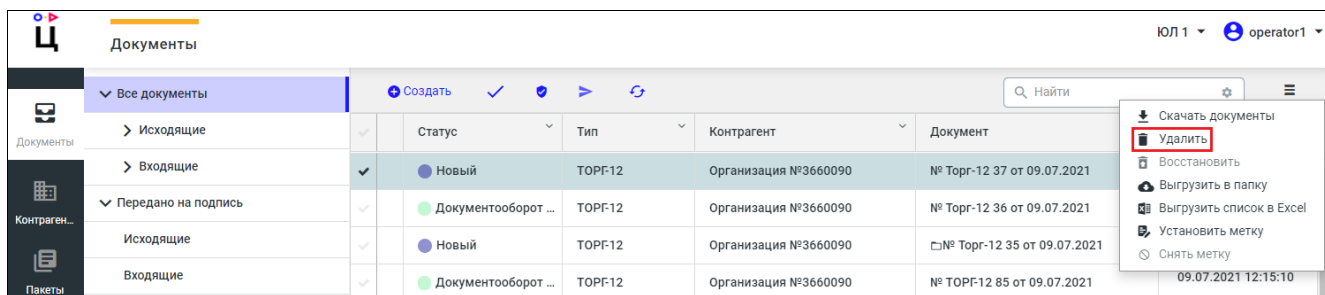 Ц
Документы
ЮЛ 1
operator1
Все документы
Создать
Найти
Исходящие
Входящие
Передано на подпись
Исходящие
Входящие
Документы
Контраген...
Пакеты
Статус Тип Контрагент Документ
Новый ТОРГ-12 Организация №3660090 № Торг-12 37 от 09.07.2021
Документооборот ... ТОРГ-12 Организация №3660090 № Торг-12 36 от 09.07.2021
Новый ТОРГ-12 Организация №3660090 № Торг-12 35 от 09.07.2021
Документооборот ... ТОРГ-12 Организация №3660090 № ТОРГ-12 85 от 09.07.2021 09.07.2021 12:15:10
Скачать документы
Удалить
Восстановить
Выгрузить в папку
Выгрузить список в Excel
Установить метку
Снять метку